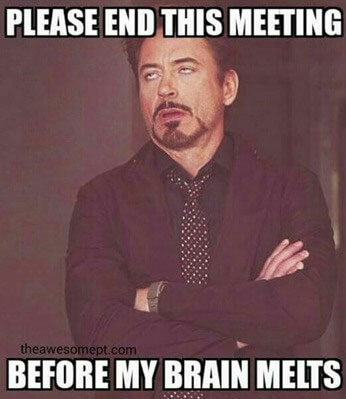 PLEASE END THIS MEETING
theawesomept.com
BEFORE MY BRAIN MELTS